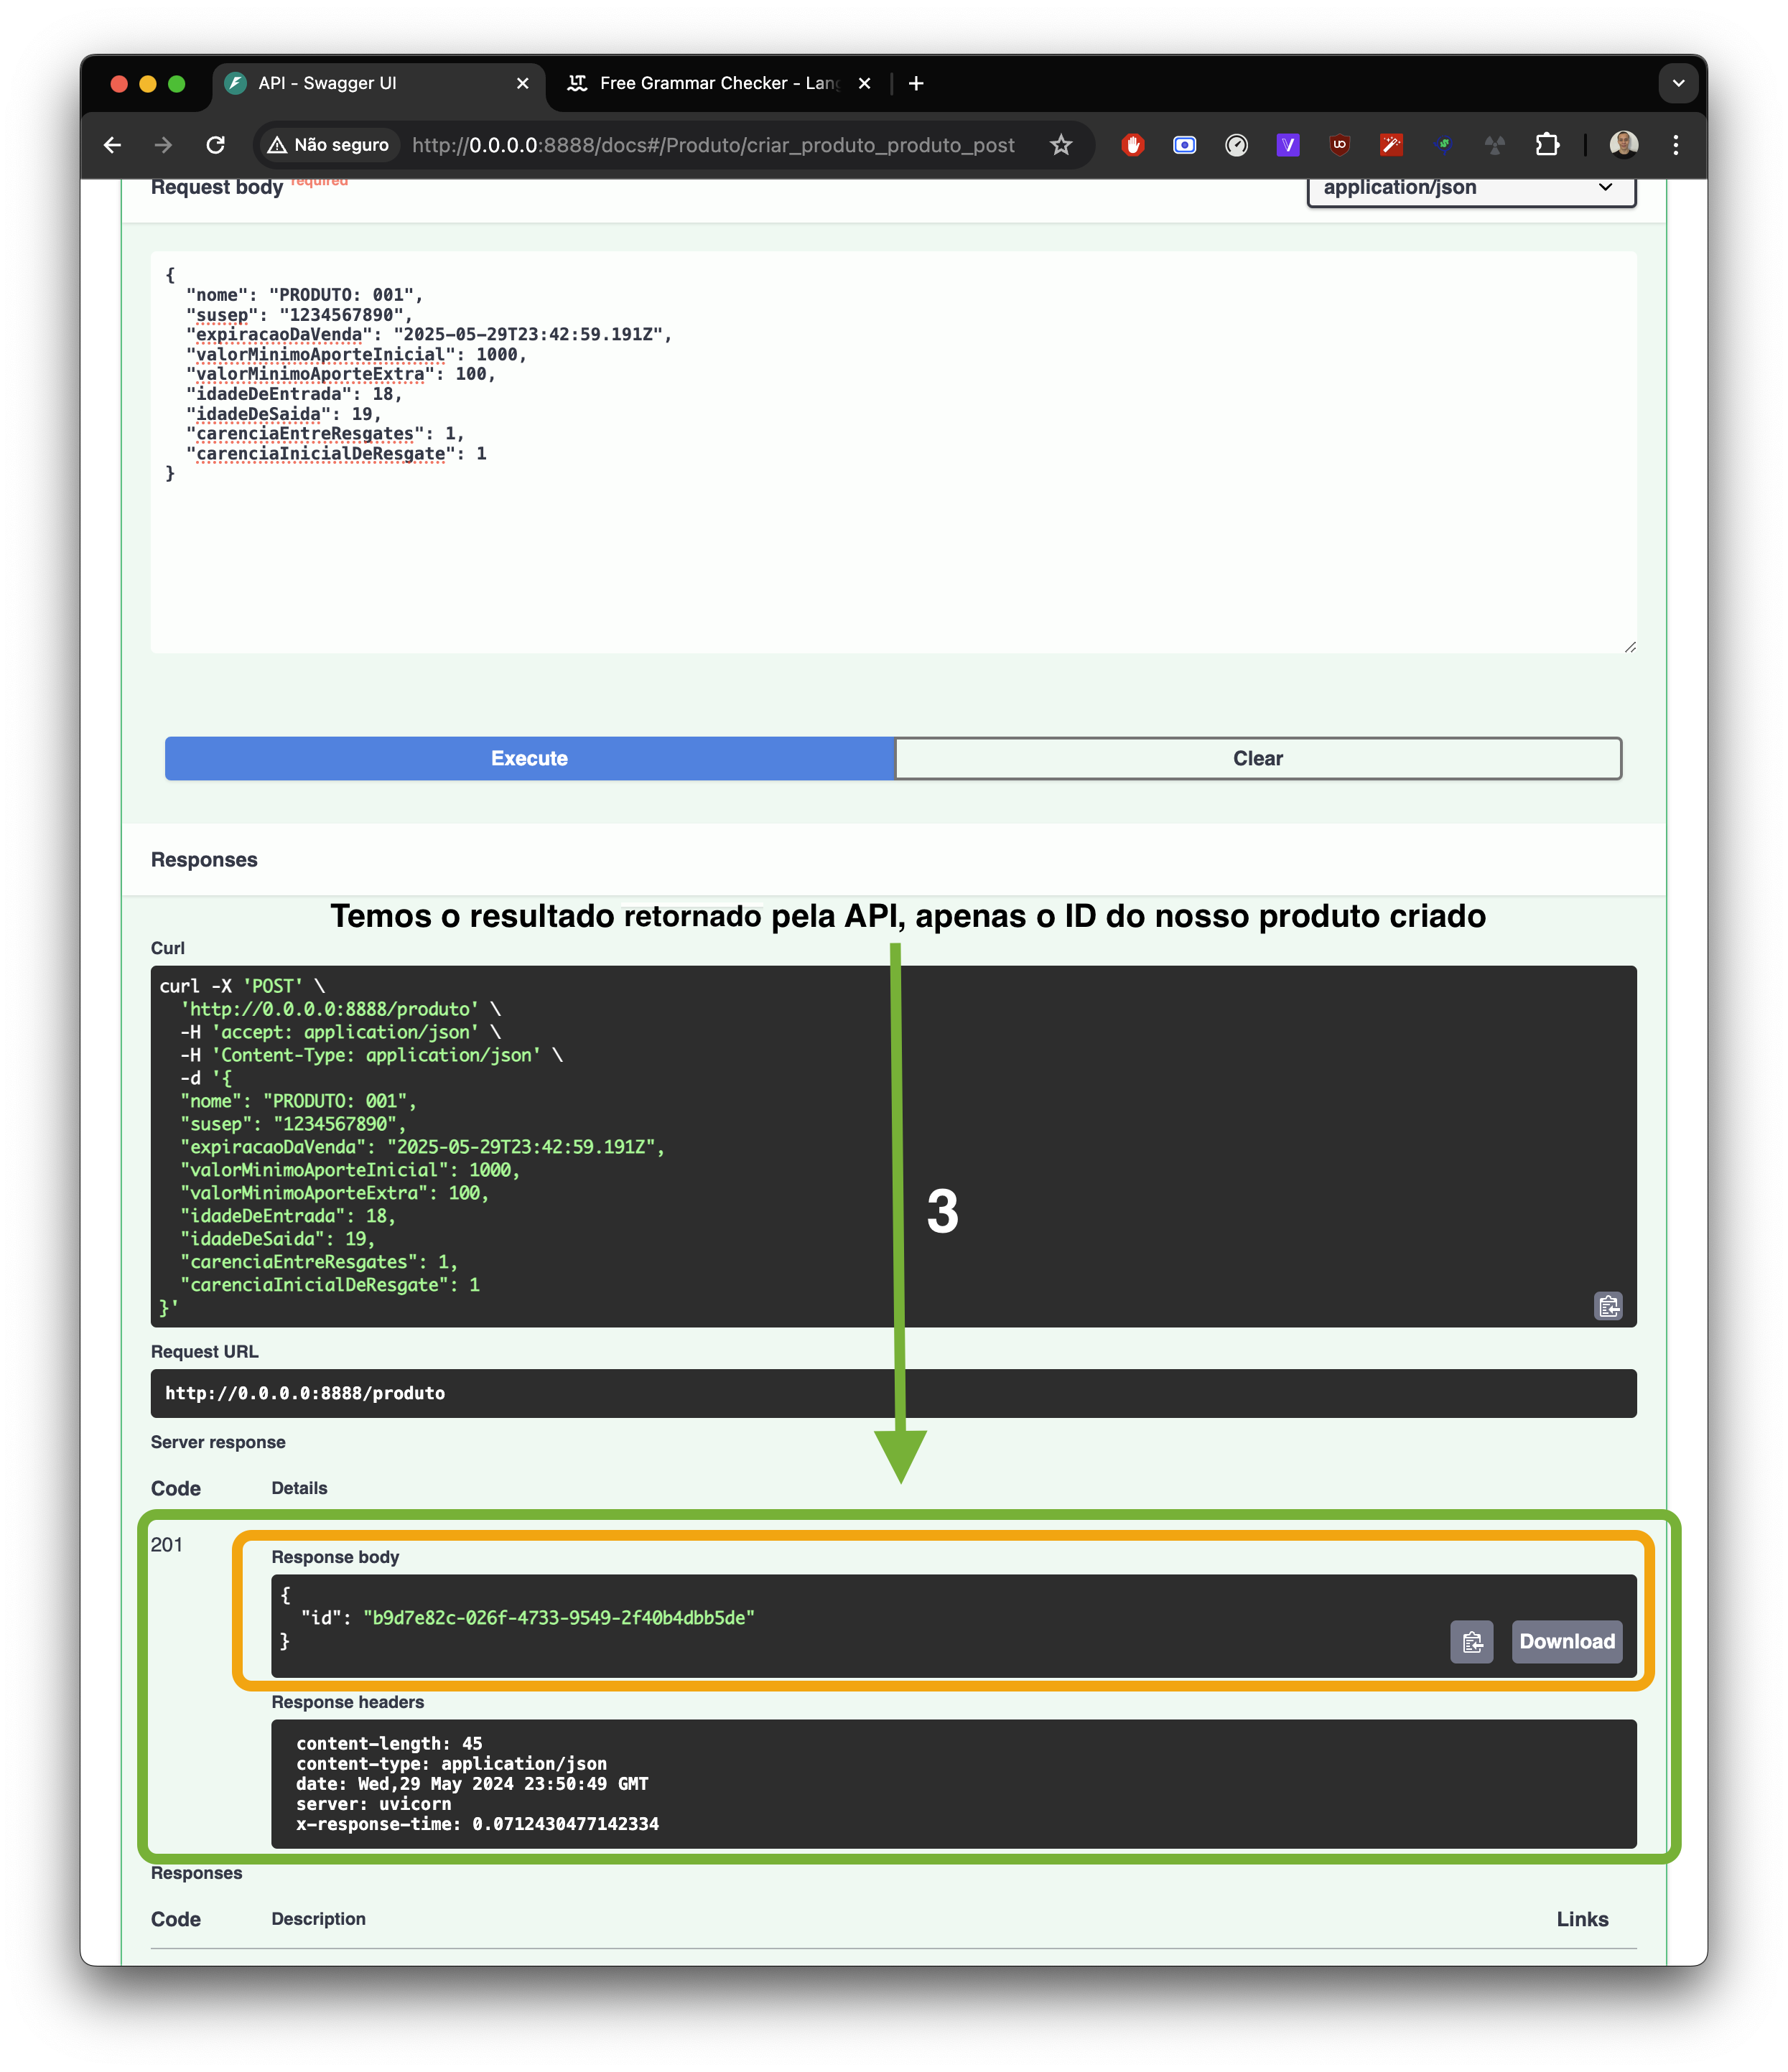 API - Swagger UI
Free Grammar Checker - Lan
Não seguro
http://0.0.0.0:8888/docs#/Produto/criar_produto_produto_post
Request body required
application/json
{
"nome": "PRODUTO: 001",
"susep": "1234567890",
"expiracaoDaVenda": "2025-05-29T23:42:59.191Z",
"valorMinimoAporteInicial": 1000,
"valorMinimoAporteExtra": 100,
"idadeDeEntrada": 18,
"idadeDeSaida": 19,
"carenciaEntreResgates": 1,
"carenciaInicialDeResgate": 1
}
Execute
Clear
Responses
Temos o resultado retornado pela API, apenas o ID do nosso produto criado
Curl
curl -X 'POST' \
'http://0.0.0.0:8888/produto' \
-H 'accept: application/json' \
-H 'Content-Type: application/json' \
-d '{
"nome": "PRODUTO: 001",
"susep": "1234567890",
"expiracaoDaVenda": "2025-05-29T23:42:59.191Z",
"valorMinimoAporteInicial": 1000,
"valorMinimoAporteExtra": 100,
"idadeDeEntrada": 18,
"idadeDeSaida": 19,
"carenciaEntreResgates": 1,
"carenciaInicialDeResgate": 1
}'
3
Request URL
http://0.0.0.0:8888/produto
Server response
Code
Details
201
Response body
{
"id": "b9d7e82c-026f-4733-9549-2f40b4dbb5de"
}
Download
Response headers
content-length: 45
content-type: application/json
date: Wed,29 May 2024 23:50:49 GMT
server: uvicorn
x-response-time: 0.0712430477142334
Responses
Code
Description
Links